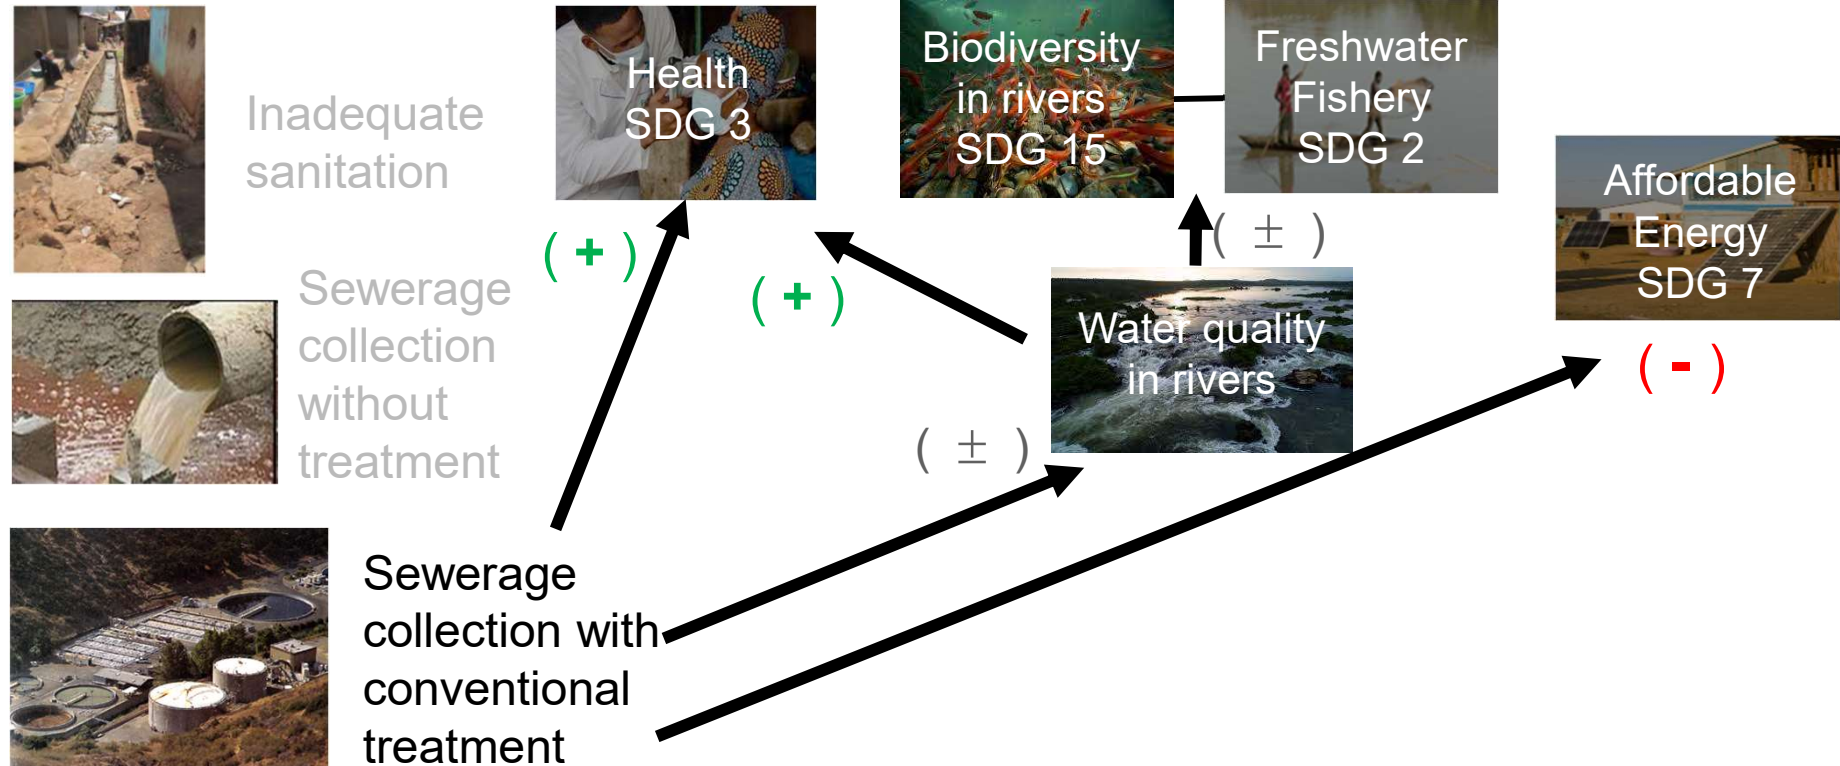 Inadequate
sanitation
Sewerage
collection
without
treatment
Sewerage
collection with
conventional
treatment
Health
SDG 3
( + )
( + )
Biodiversity
in rivers
SDG 15
Freshwater
Fishery
SDG 2
( ± )
Water quality
in rivers
( ± )
Affordable
Energy
SDG 7
( - )